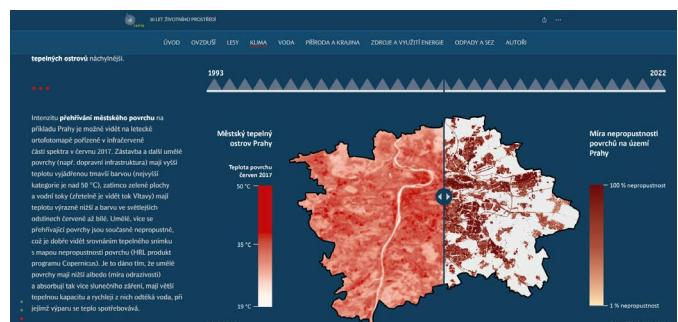 30 LET ŽIVOTNÍHO PROSTŘEDÍ
ÚVOD OVZDUŠÍ LESY KLIMA VODA PŘÍRODA A KRAJINA ZDROJE A VYUŽITÍ ENERGIE ODPADY A SEZ AUTOŘI
tepelných ostrovů náchylnější.
1993 2022
Intenzitu přehřívání městského povrchu na
příkladu Prahy je možné vidět na letecké
ortofotomapě pořízené v infračervené
části spektra v červnu 2017. Zástavba a další umělé
povrchy (např. dopravní infrastruktura) mají vyšší
teplotu vyjádřenou tmavší barvou (nejvyšší
kategorie je nad 50 °C), zatímco zelené plochy
a vodní toky (zřetelně je vidět tok Vltavy) mají
teplotu výrazně nižší a barvu ve světlejších
odstínech červené až bílé. Umělé, více se
přehřívající povrchy jsou současně nepropustné,
což je dobře vidět srovnáním tepelného snímku
s mapou nepropustnosti povrchu (HRL produkt
programu Copernicus). Je to dáno tím, že umělé
povrchy mají nižší albedo (míra odrazivosti)
a absorbují tak více slunečního záření, mají větší
tepelnou kapacitu a rychleji z nich odtéká voda, při
jejímž výparu se teplo spotřebovává.
Městský tepelný
ostrov Prahy
Teplota povrchu
červen 2017
50 °C
35 °C
19 °C
Míra nepropustnosti
povrchů na území
Prahy
100 % nepropustnost
1 % nepropustnost